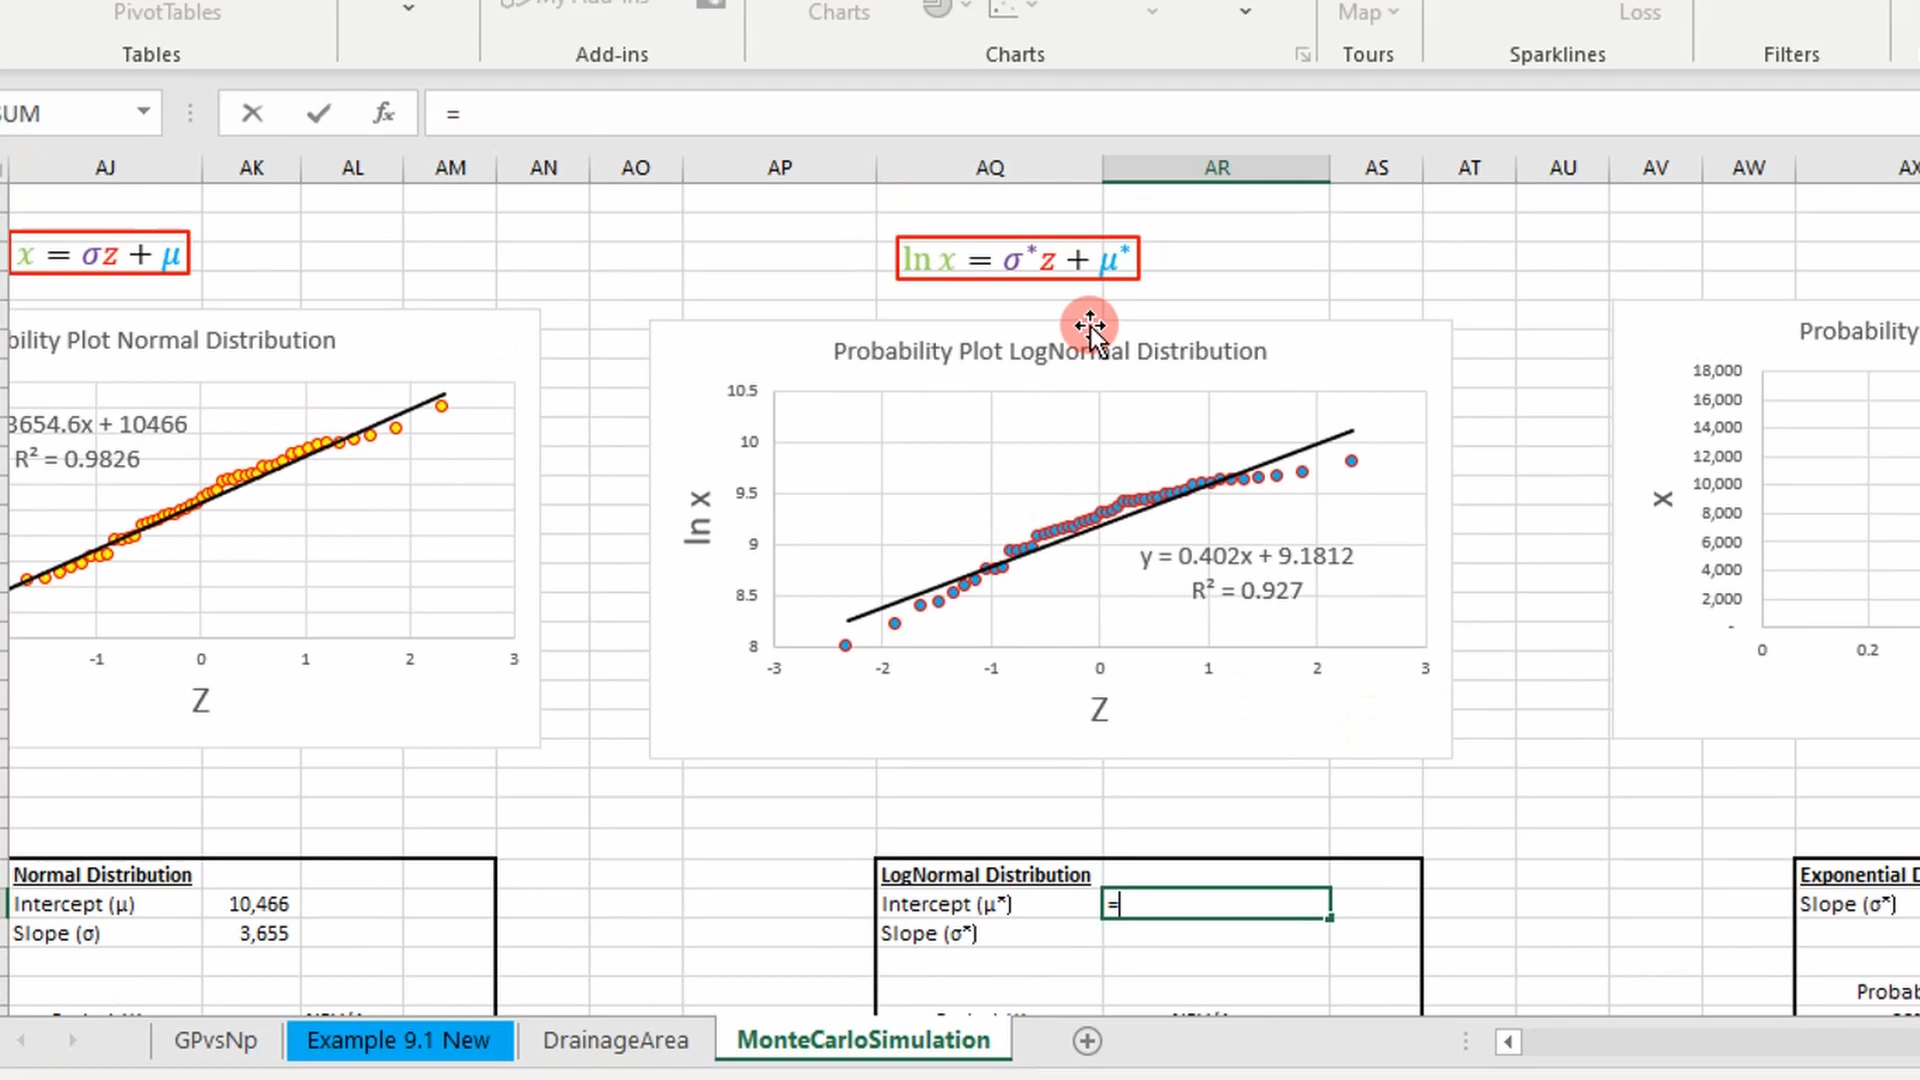 PivotTables
Charts
Map
Loss
Tables
Add-ins
Charts
Tours
Sparklines
Filters
fx
=
AJ AK AL AM AN AO AP AQ AR AS AT AU AV AW AX
x = σz + μ
ln x = σ*z + μ*
bility Plot Normal Distribution
3654.6x + 10466
R² = 0.9826
-1 0 1 2 3
Z
Probability Plot LogNormal Distribution
10.5
10
9.5
9
8.5
8
ln x
y = 0.402x + 9.1812
R² = 0.927
-3 -2 -1 0 1 2 3
Z
Probability
18,000
16,000
14,000
12,000
10,000
8,000
6,000
4,000
2,000
-
x
0 0.2
Normal Distribution
Intercept (μ) 10,466
Slope (σ) 3,655
LogNormal Distribution
Intercept (μ*) =
Slope (σ*)
Exponential D
Slope (σ*)
Probab
GPvsNp
Example 9.1 New
DrainageArea
MonteCarloSimulation